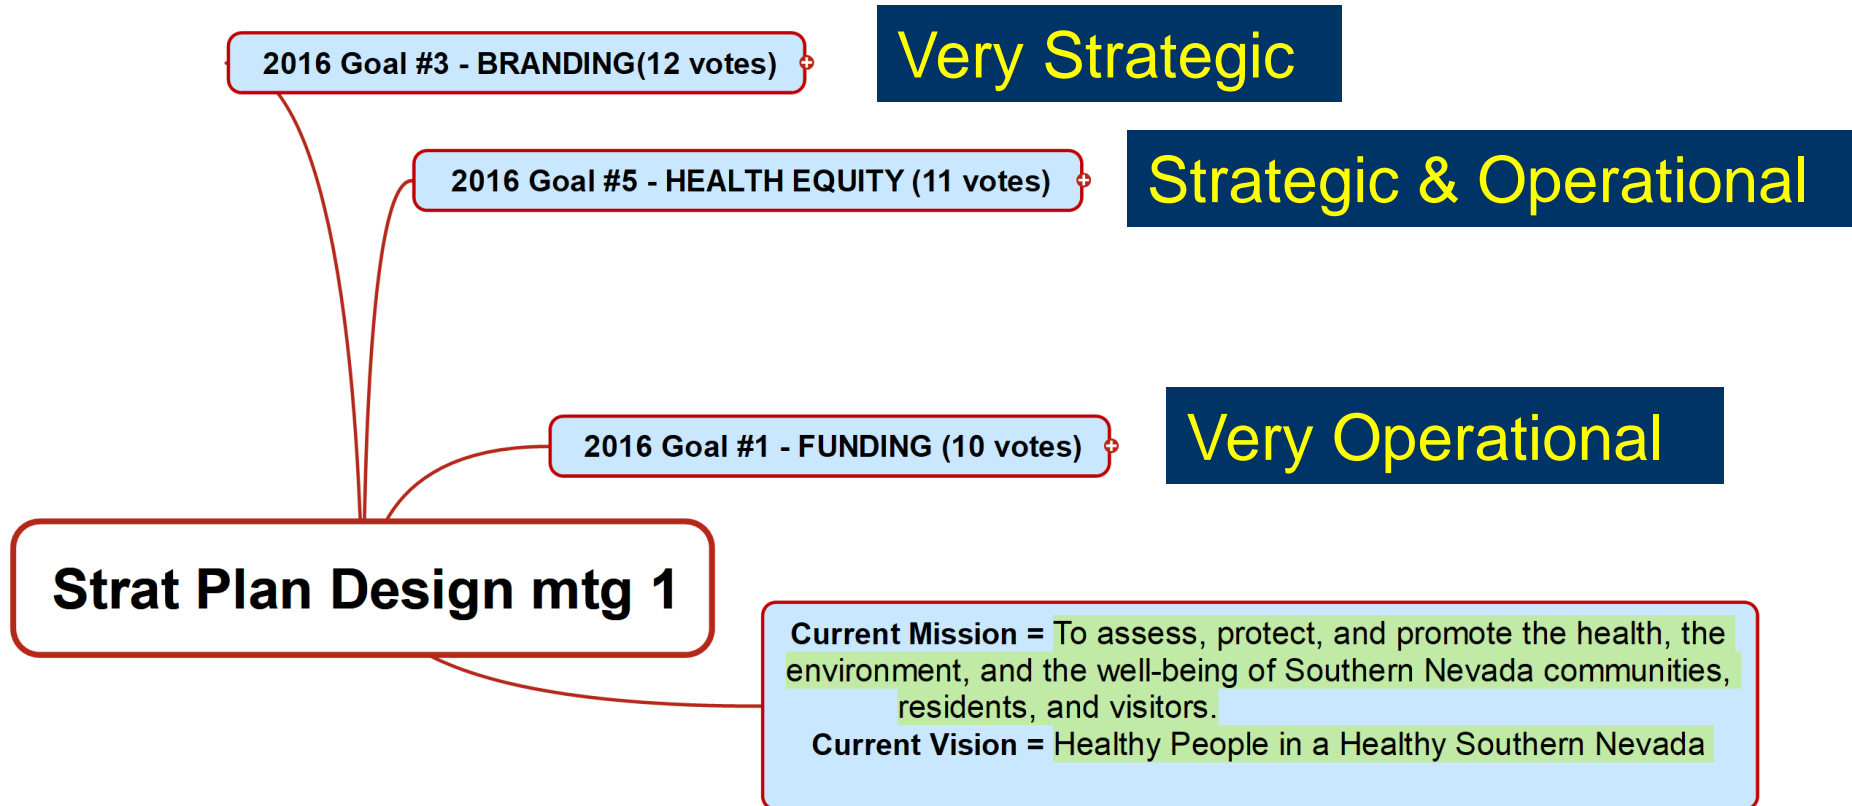 2016 Goal #3 - BRANDING(12 votes)
Very Strategic
2016 Goal #5 - HEALTH EQUITY (11 votes)
Strategic & Operational
2016 Goal #1 - FUNDING (10 votes)
Very Operational
Strat Plan Design mtg 1
Current Mission = To assess, protect, and promote the health, the
environment, and the well-being of Southern Nevada communities,
residents, and visitors.
Current Vision = Healthy People in a Healthy Southern Nevada